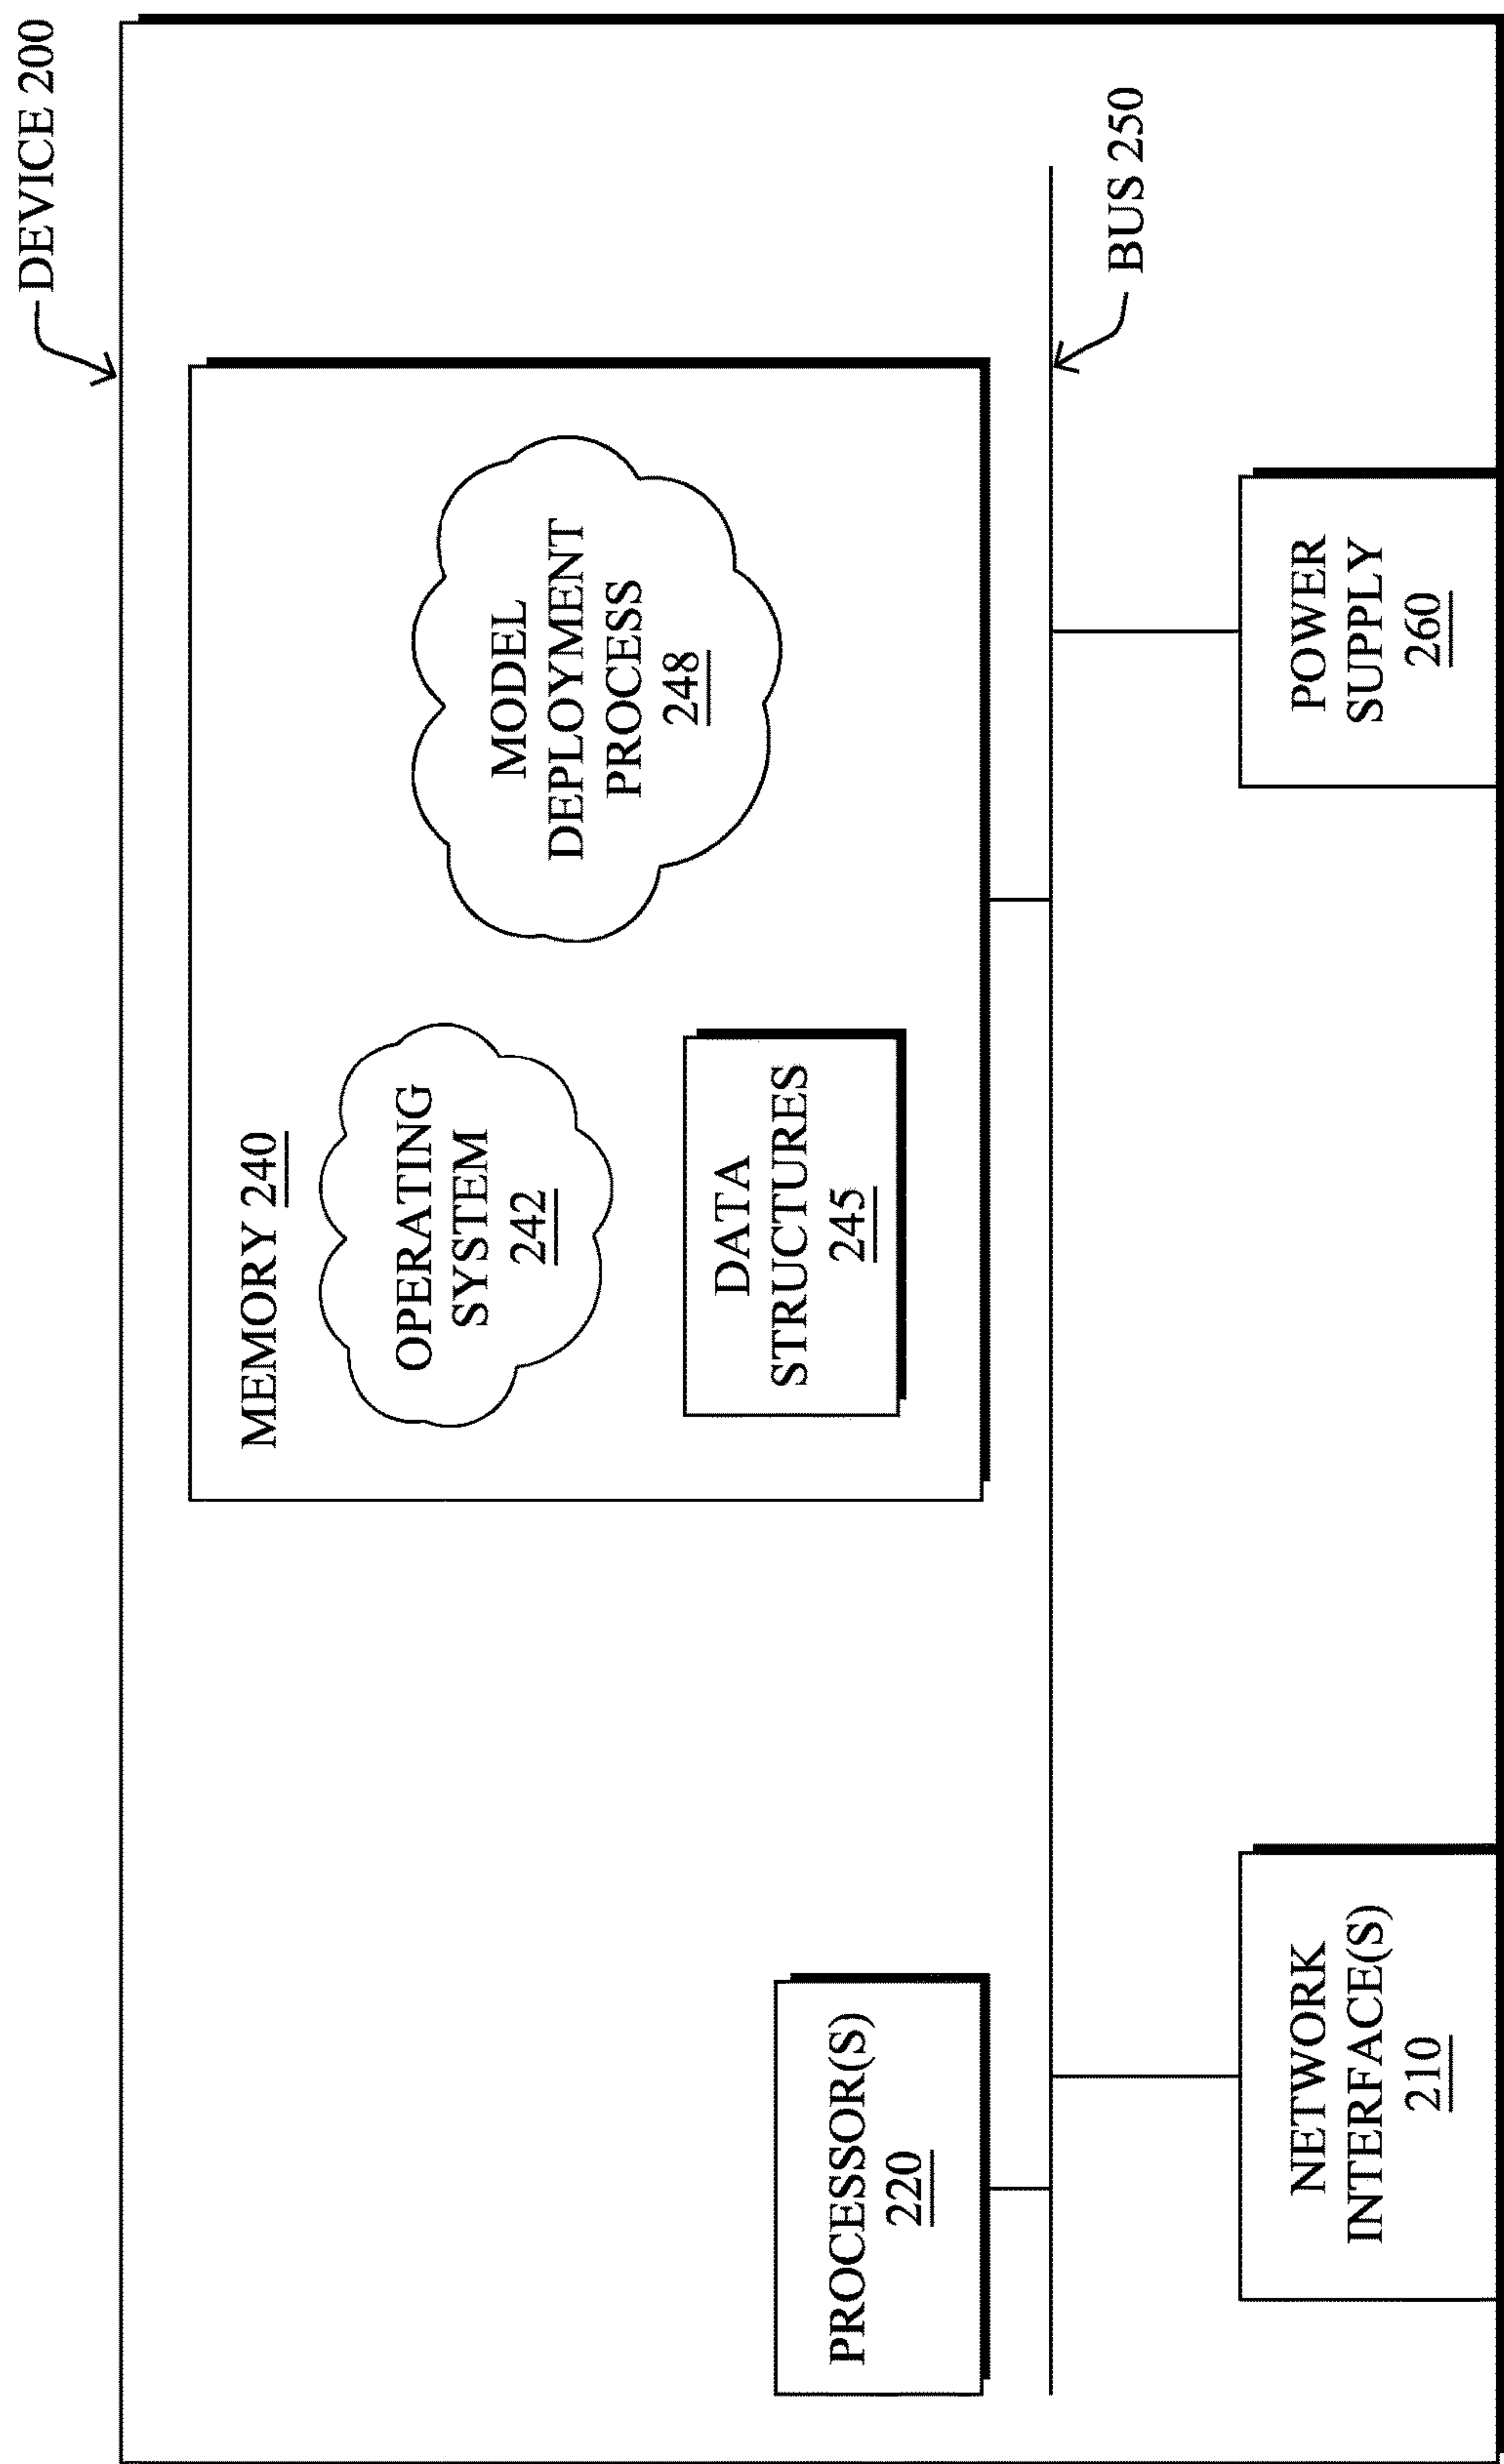 DEVICE 200
MEMORY 240
OPERATING
SYSTEM
242
DATA
STRUCTURES
245
MODEL
DEPLOYMENT
PROCESS
248
PROCESSOR(S)
220
BUS 250
NETWORK
INTERFACE(S)
210
POWER
SUPPLY
260